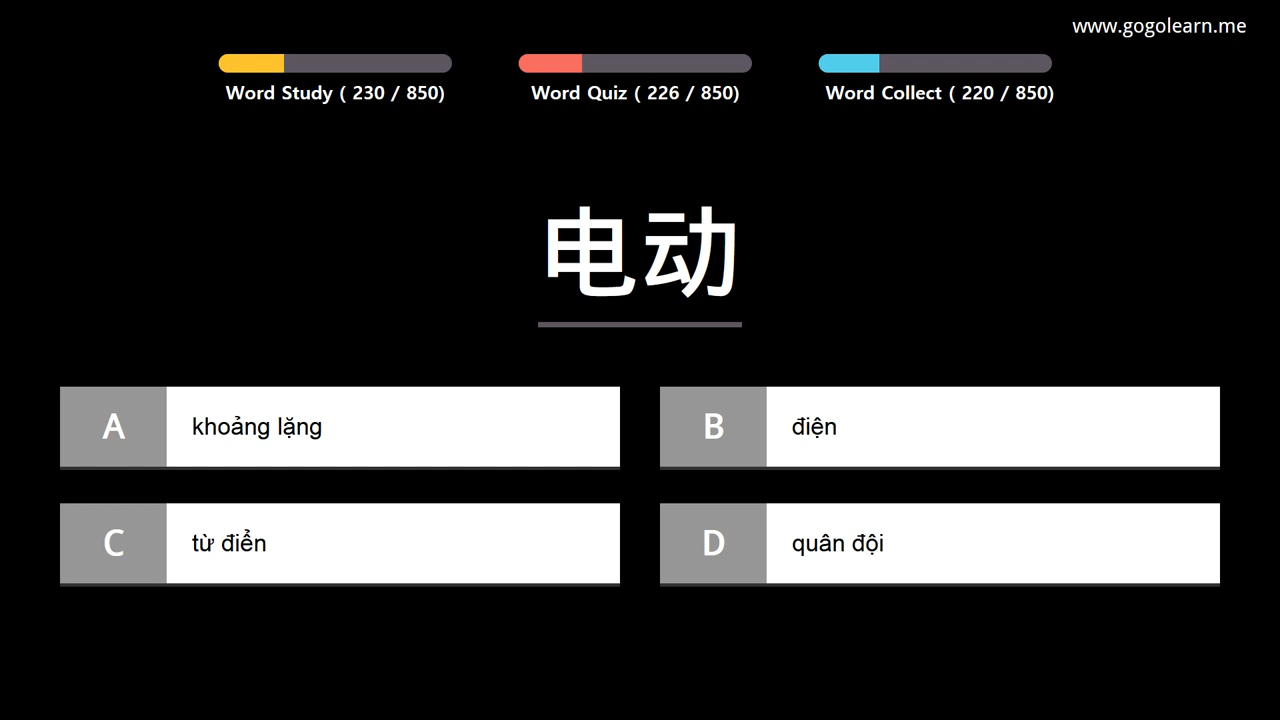 www.gogolearn.me
Word Study ( 230 / 850)
Word Quiz ( 226 / 850)
Word Collect ( 220 / 850)
电动
A
khoảng lặng
B
điện
C
từ điển
D
quân đội